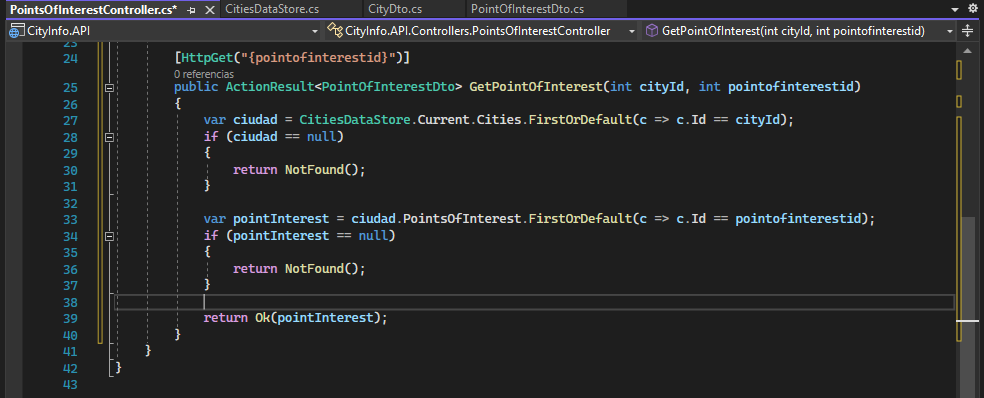 PointsOfInterestController.cs* CitiesDataStore.cs CityDto.cs PointOfInterestDto.cs
CityInfo.API CityInfo.API.Controllers.PointsOfInterestController GetPointOfInterest(int cityId, int pointofinterestid)
23
24 [HttpGet("{pointofinterestid}")]
0 referencias
25 public ActionResult<PointOfInterestDto> GetPointOfInterest(int cityId, int pointofinterestid)
26 {
27 var ciudad = CitiesDataStore.Current.Cities.FirstOrDefault(c => c.Id == cityId);
28 if (ciudad == null)
29 {
30 return NotFound();
31 }
32
33 var pointInterest = ciudad.PointsOfInterest.FirstOrDefault(c => c.Id == pointofinterestid);
34 if (pointInterest == null)
35 {
36 return NotFound();
37 }
38
39 return Ok(pointInterest);
40 }
41 }
42 }
43